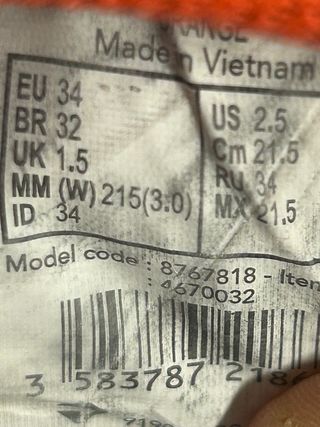 ORANGE
Made in Vietnam
EU 34
BR 32
UK 1.5
MM (W) 215(3.0)
ID 34
US 2.5
Cm 21.5
RU 34
MX 21.5
Model code : 8767818 - Item
: 4670032
3 583787 218